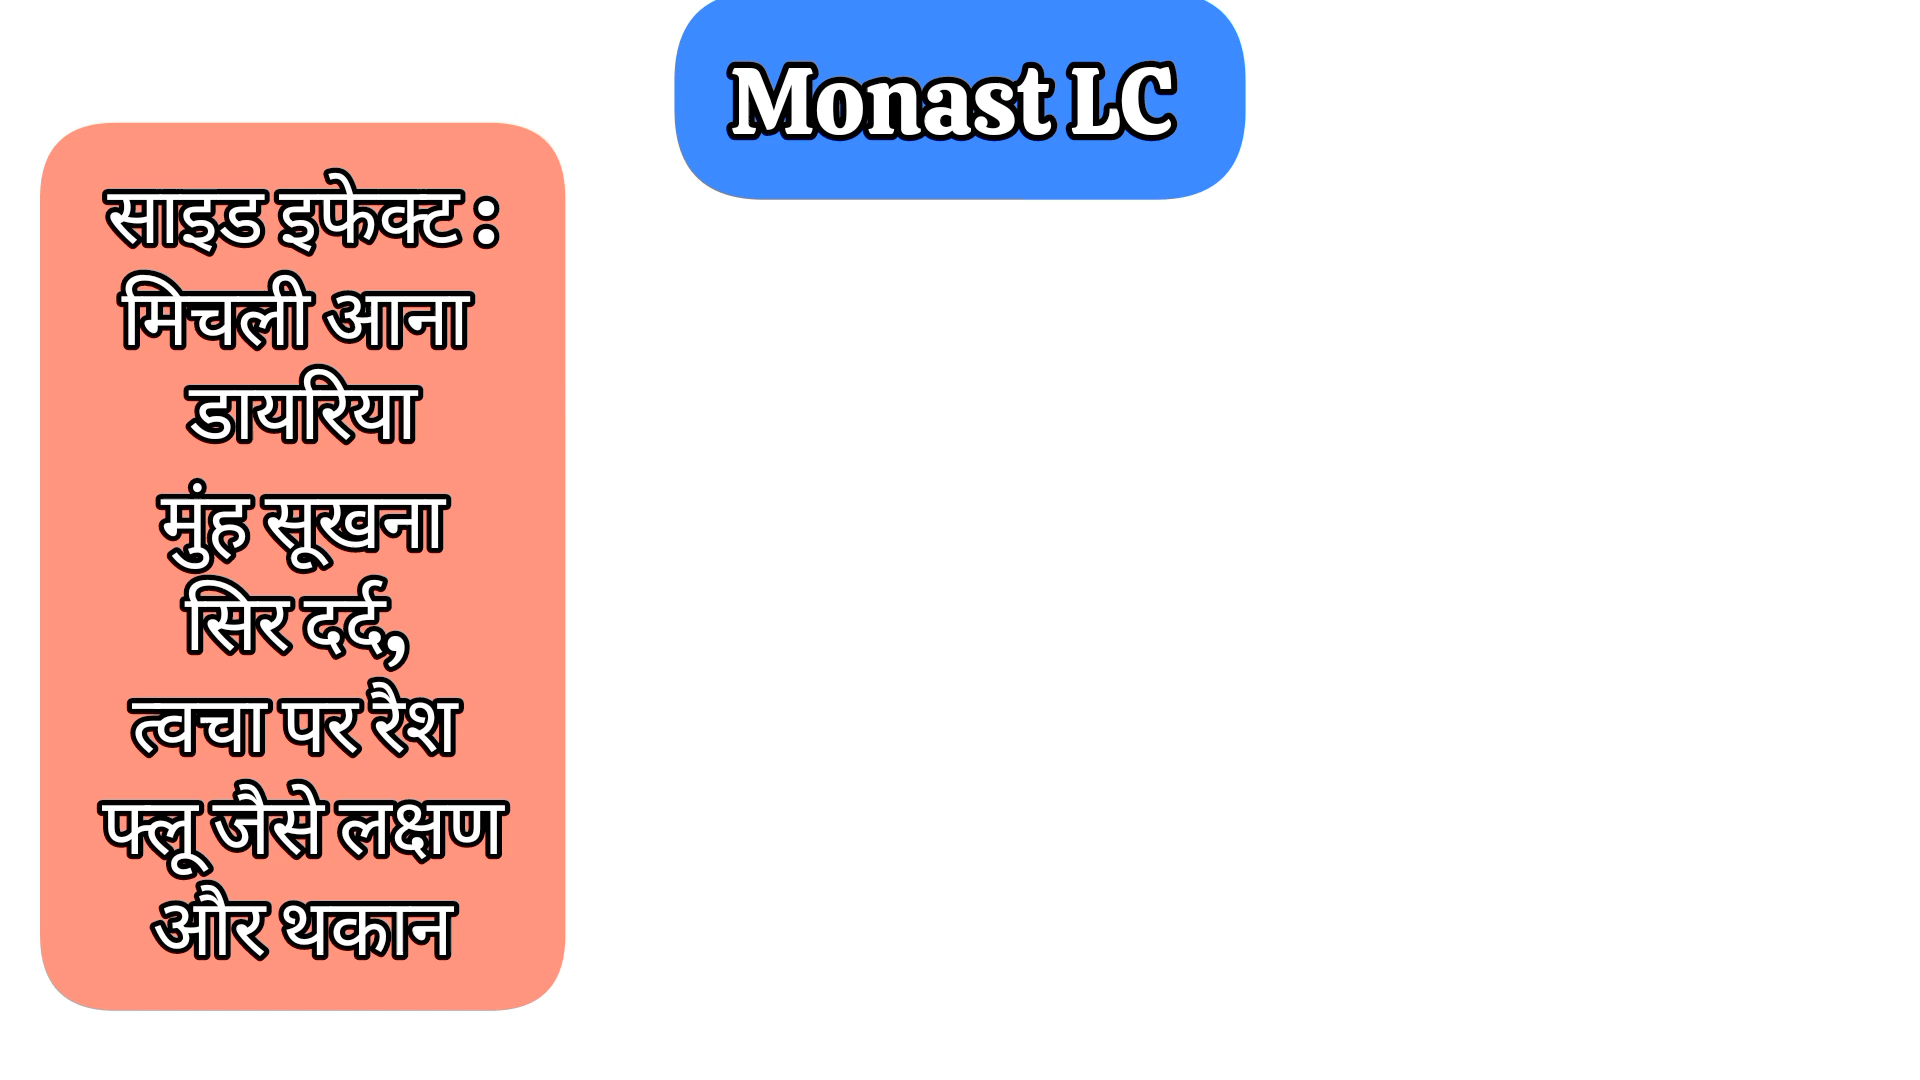 Monast LC
साइड इफेक्ट :
मिचली आना
डायरिया
मुंह सूखना
सिर दर्द,
त्वचा पर रैश
फ्लू जैसे लक्षण
और थकान